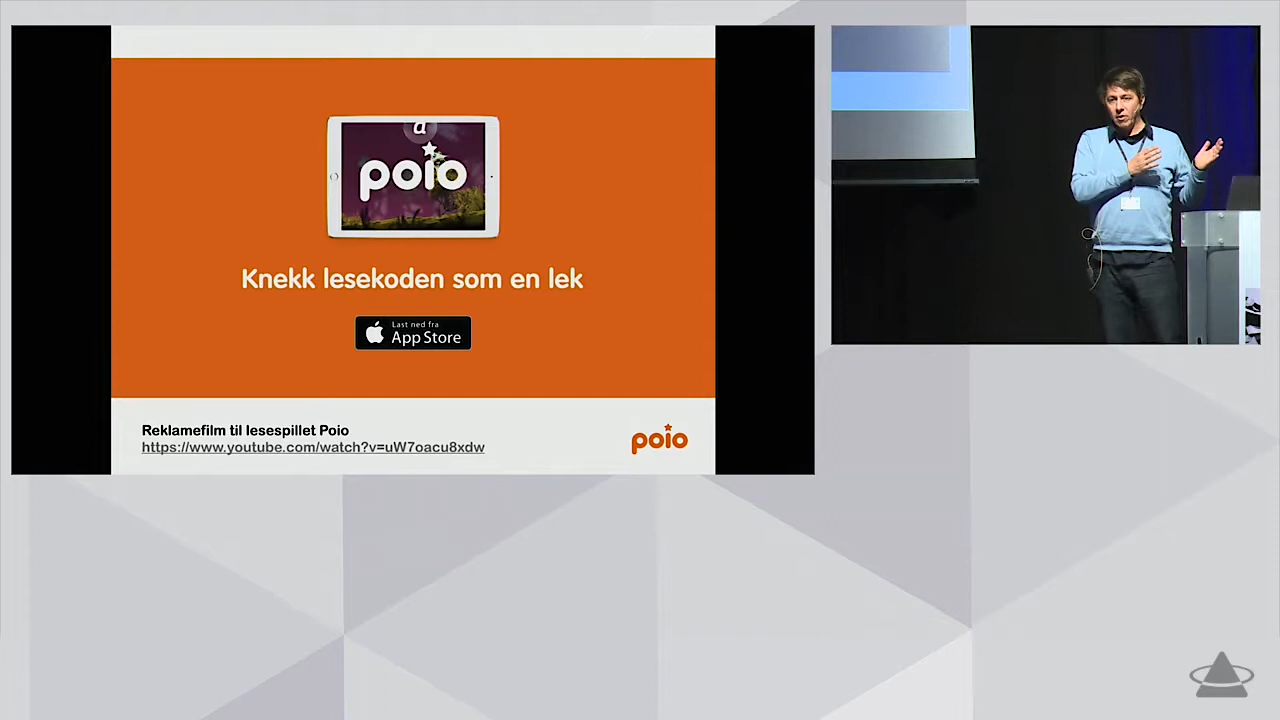 a
poio
Knekk lesekoden som en lek
Last ned fra
App Store
Reklamefilm til lesespillet Poio
https://www.youtube.com/watch?v=uW7oacu8xdw
poio